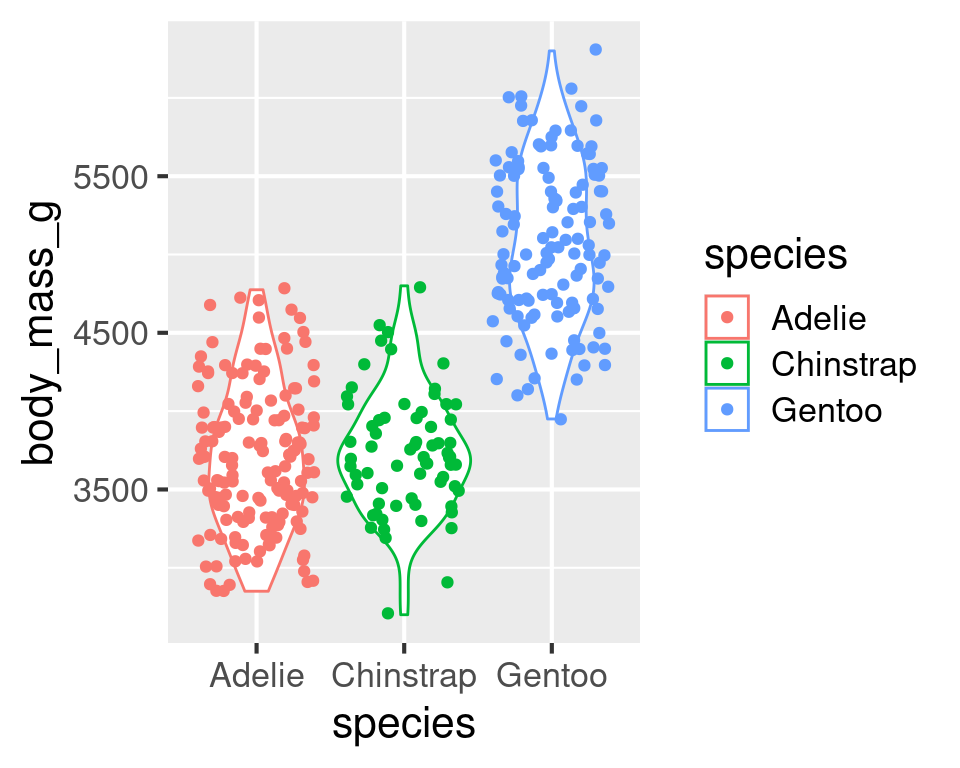 body_mass_g
5500
4500
3500
Adelie Chinstrap Gentoo
species
species
Adelie
Chinstrap
Gentoo